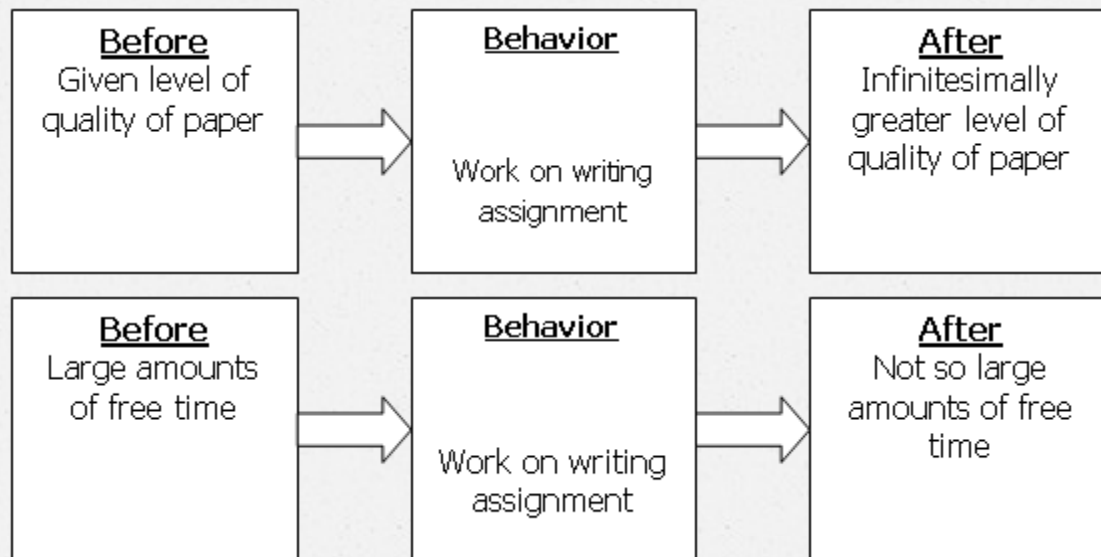 Before
Given level of
quality of paper
Behavior
Work on writing
assignment
After
Infinitesimally
greater level of
quality of paper
Before
Large amounts
of free time
Behavior
Work on writing
assignment
After
Not so large
amounts of free
time